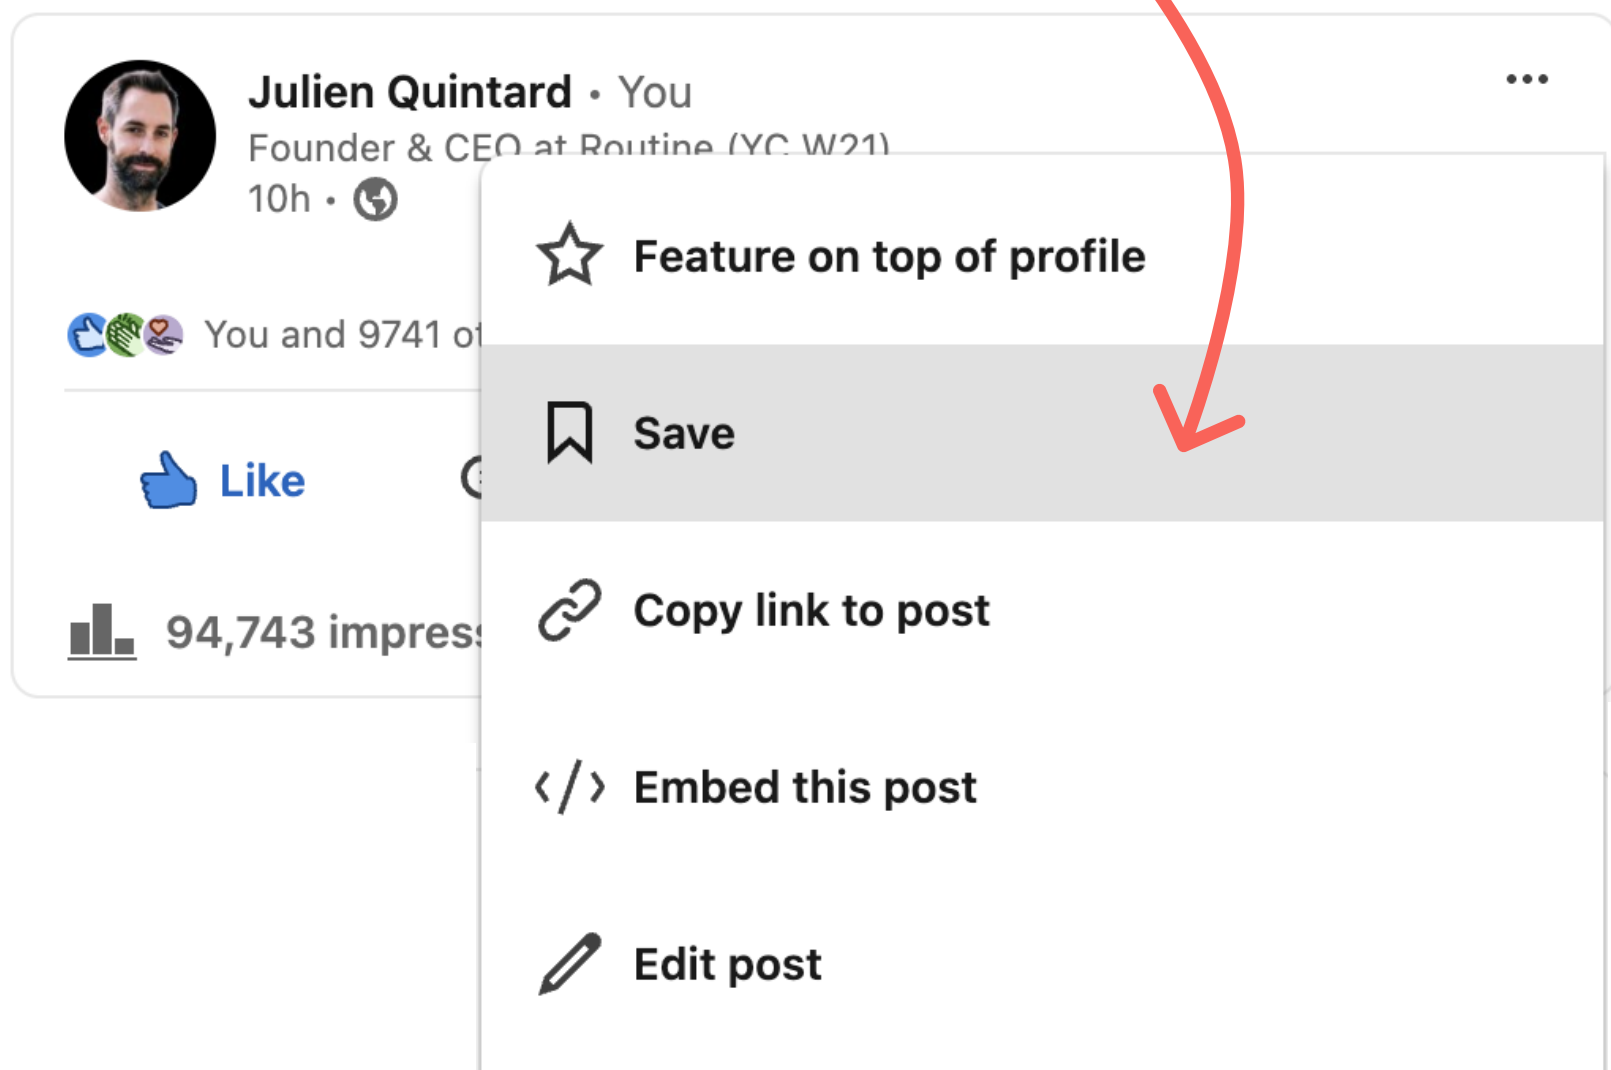 Julien Quintard • You
Founder & CEO at Routine (YC W21)
10h •
Feature on top of profile
You and 9741
Save
Like
Copy link to post
94,743
Embed this post
Edit post